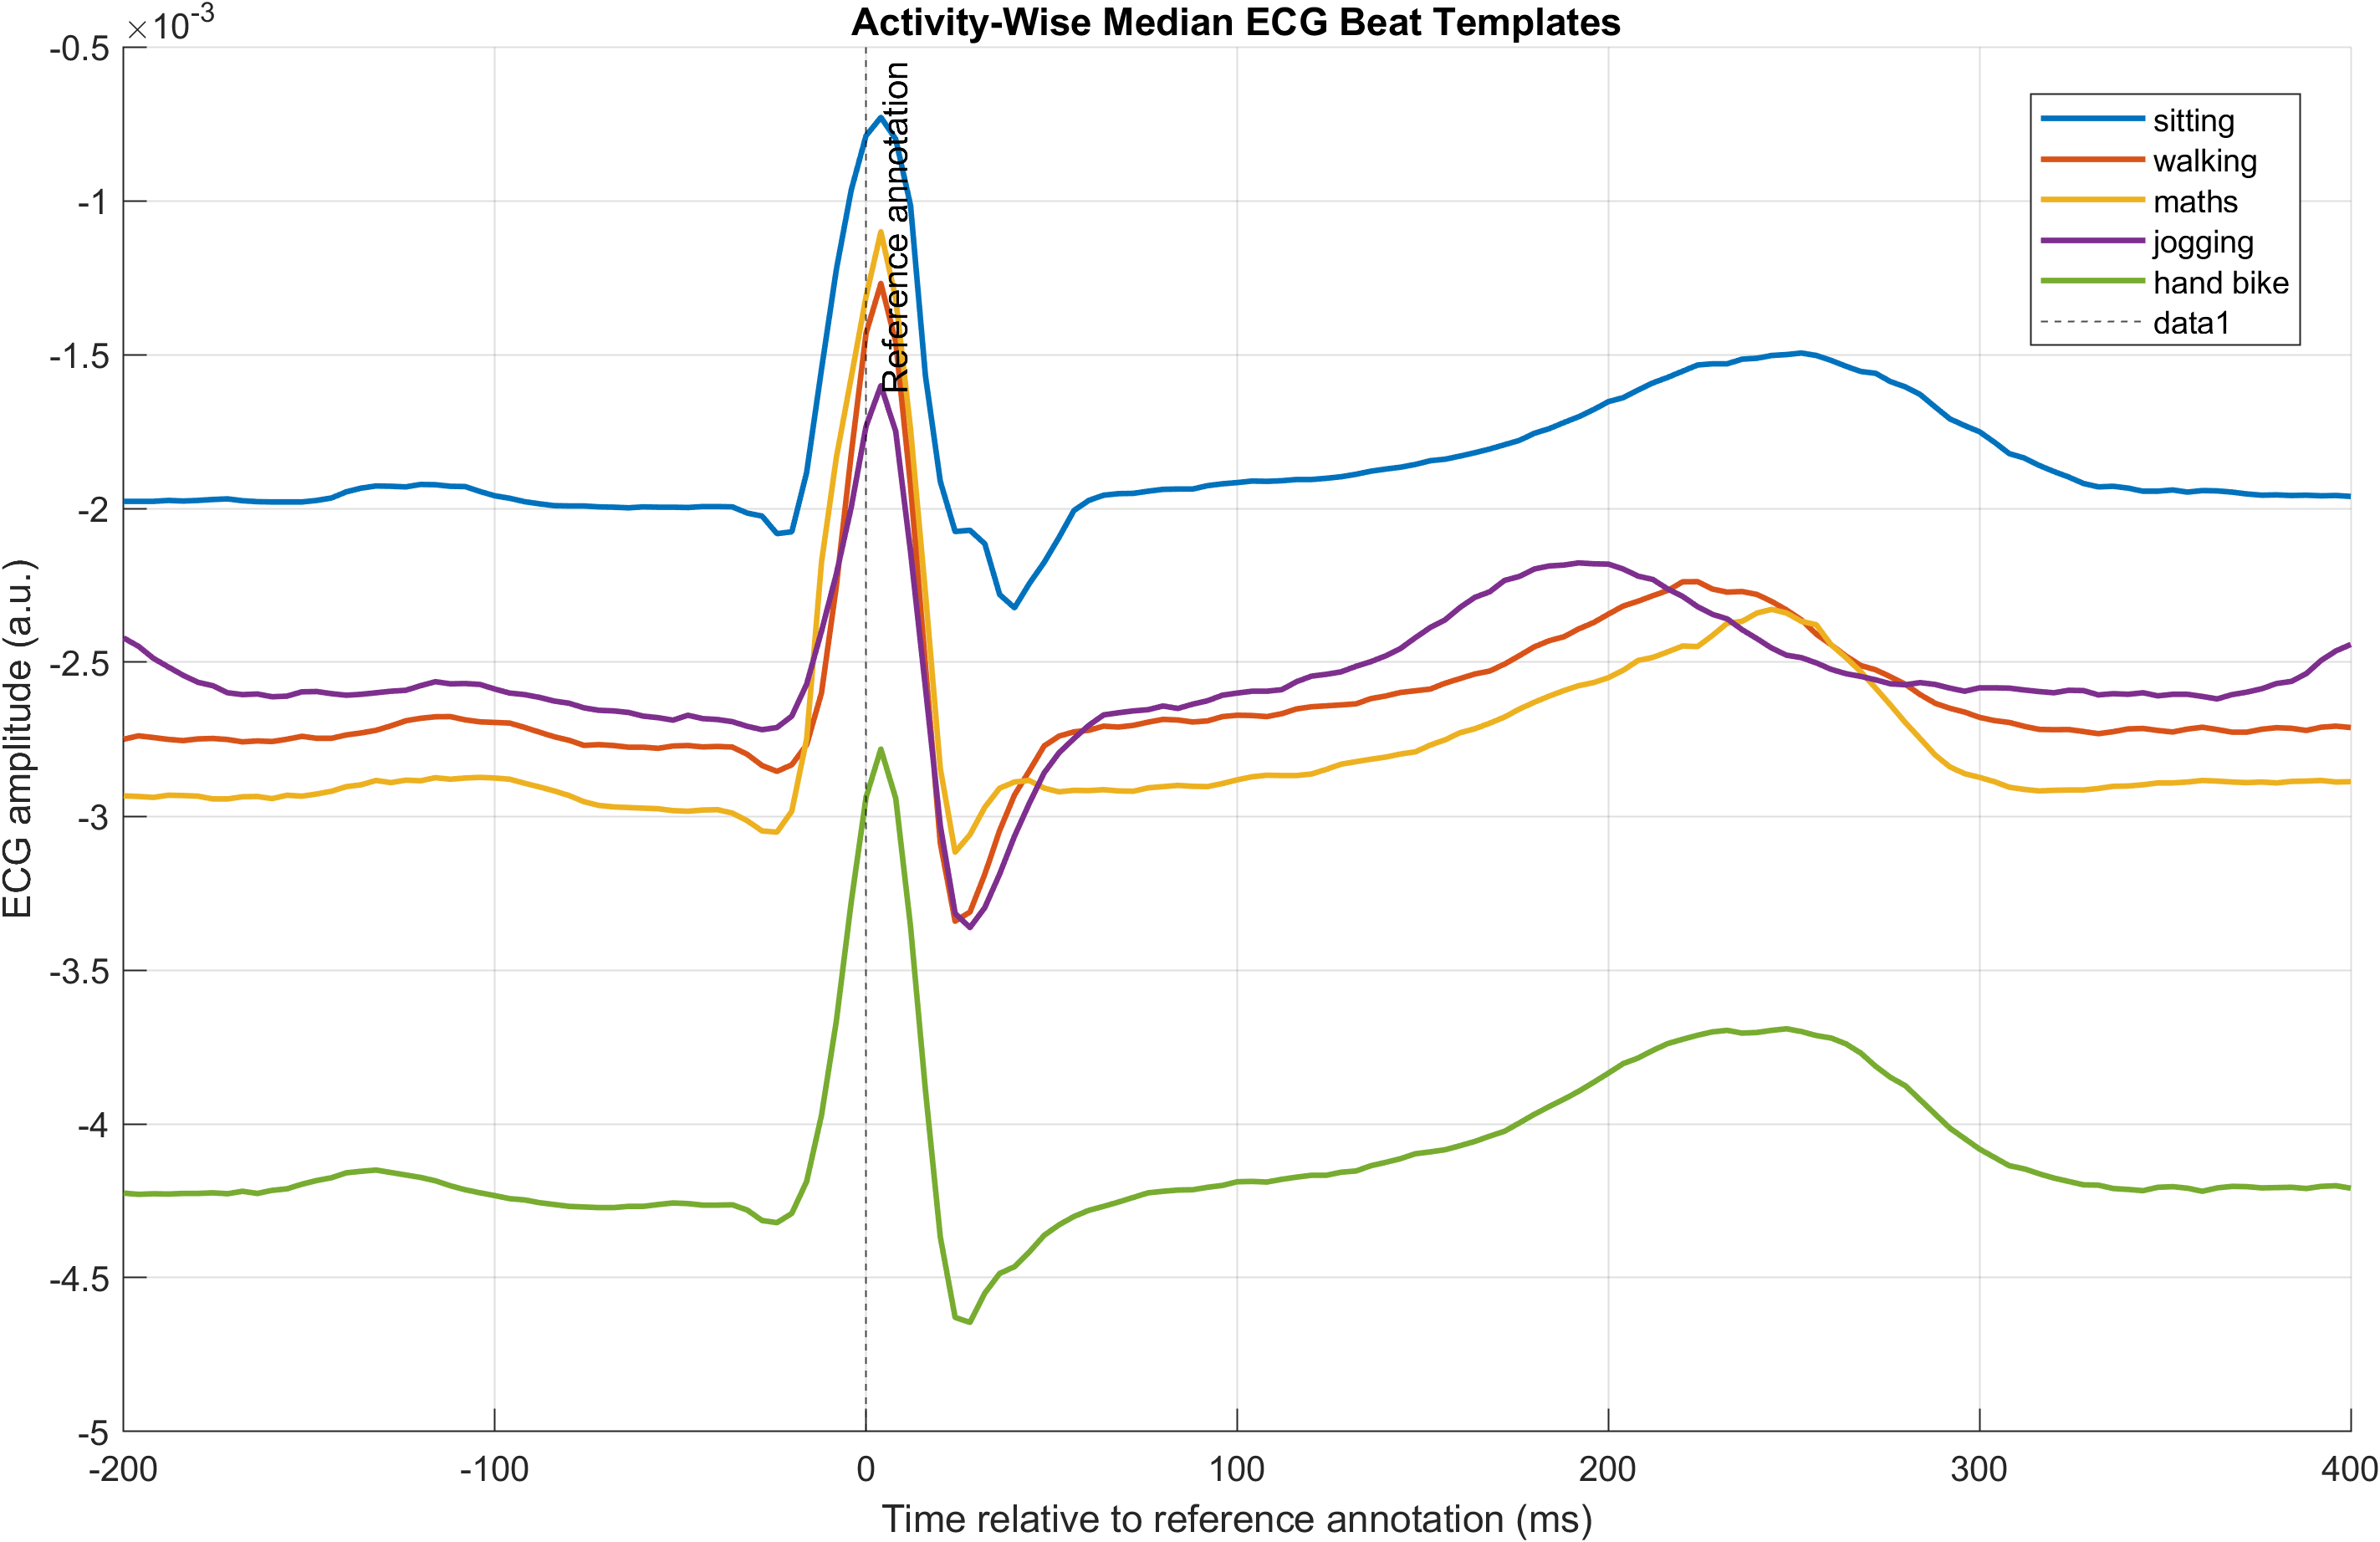 Activity-Wise Median ECG Beat Templates
×10-3
-0.5
-1
-1.5
-2
-2.5
-3
-3.5
-4
-4.5
-5
ECG amplitude (a.u.)
Reference annotation
sitting
walking
maths
jogging
hand bike
data1
-200
-100
0
100
200
300
400
Time relative to reference annotation (ms)